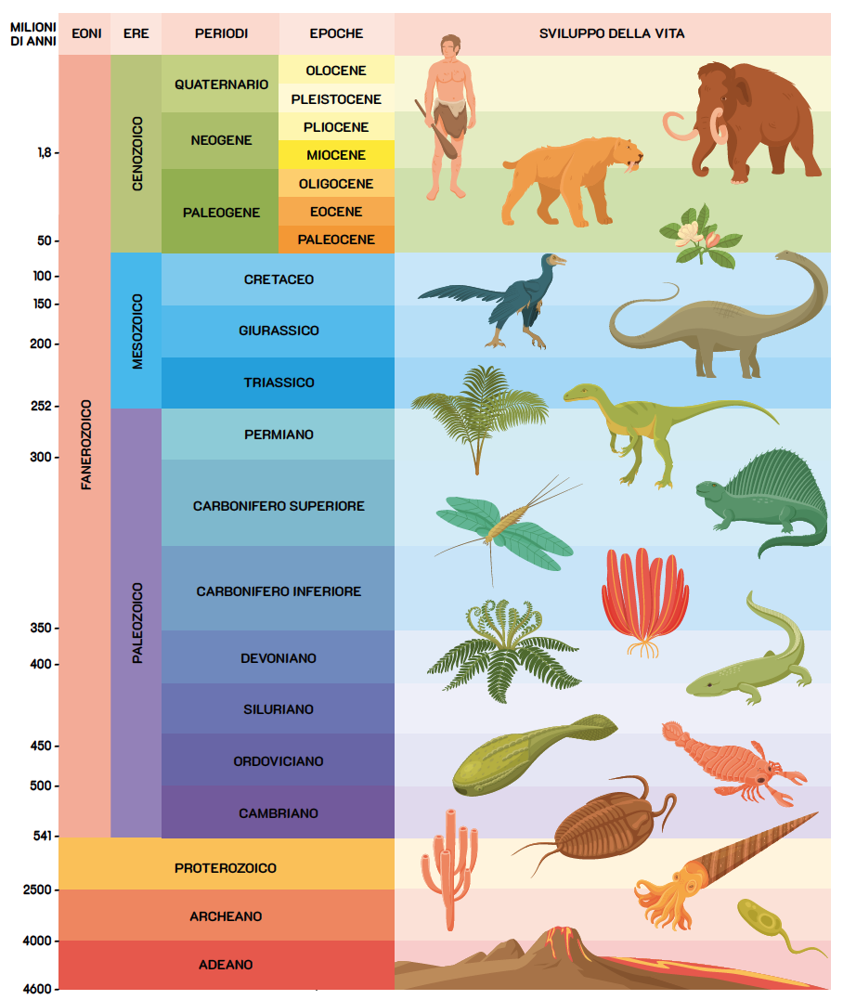 MILIONI
DI ANNI
EONI
ERE
PERIODI
EPOCHE
SVILUPPO DELLA VITA
FANEROZOICO
CENOZOICO
QUATERNARIO
OLOCENE
PLEISTOCENE
NEOGENE
PLIOCENE
MIOCENE
1,8
PALEOGENE
OLIGOCENE
EOCENE
PALEOCENE
50
MESOZOICO
CRETACEO
100
150
GIURASSICO
200
TRIASSICO
252
PALEOZOICO
PERMIANO
300
CARBONIFERO SUPERIORE
CARBONIFERO INFERIORE
350
DEVONIANO
400
SILURIANO
450
ORDOVICIANO
500
CAMBRIANO
541
PROTEROZOICO
2500
ARCHEANO
4000
ADEANO
4600